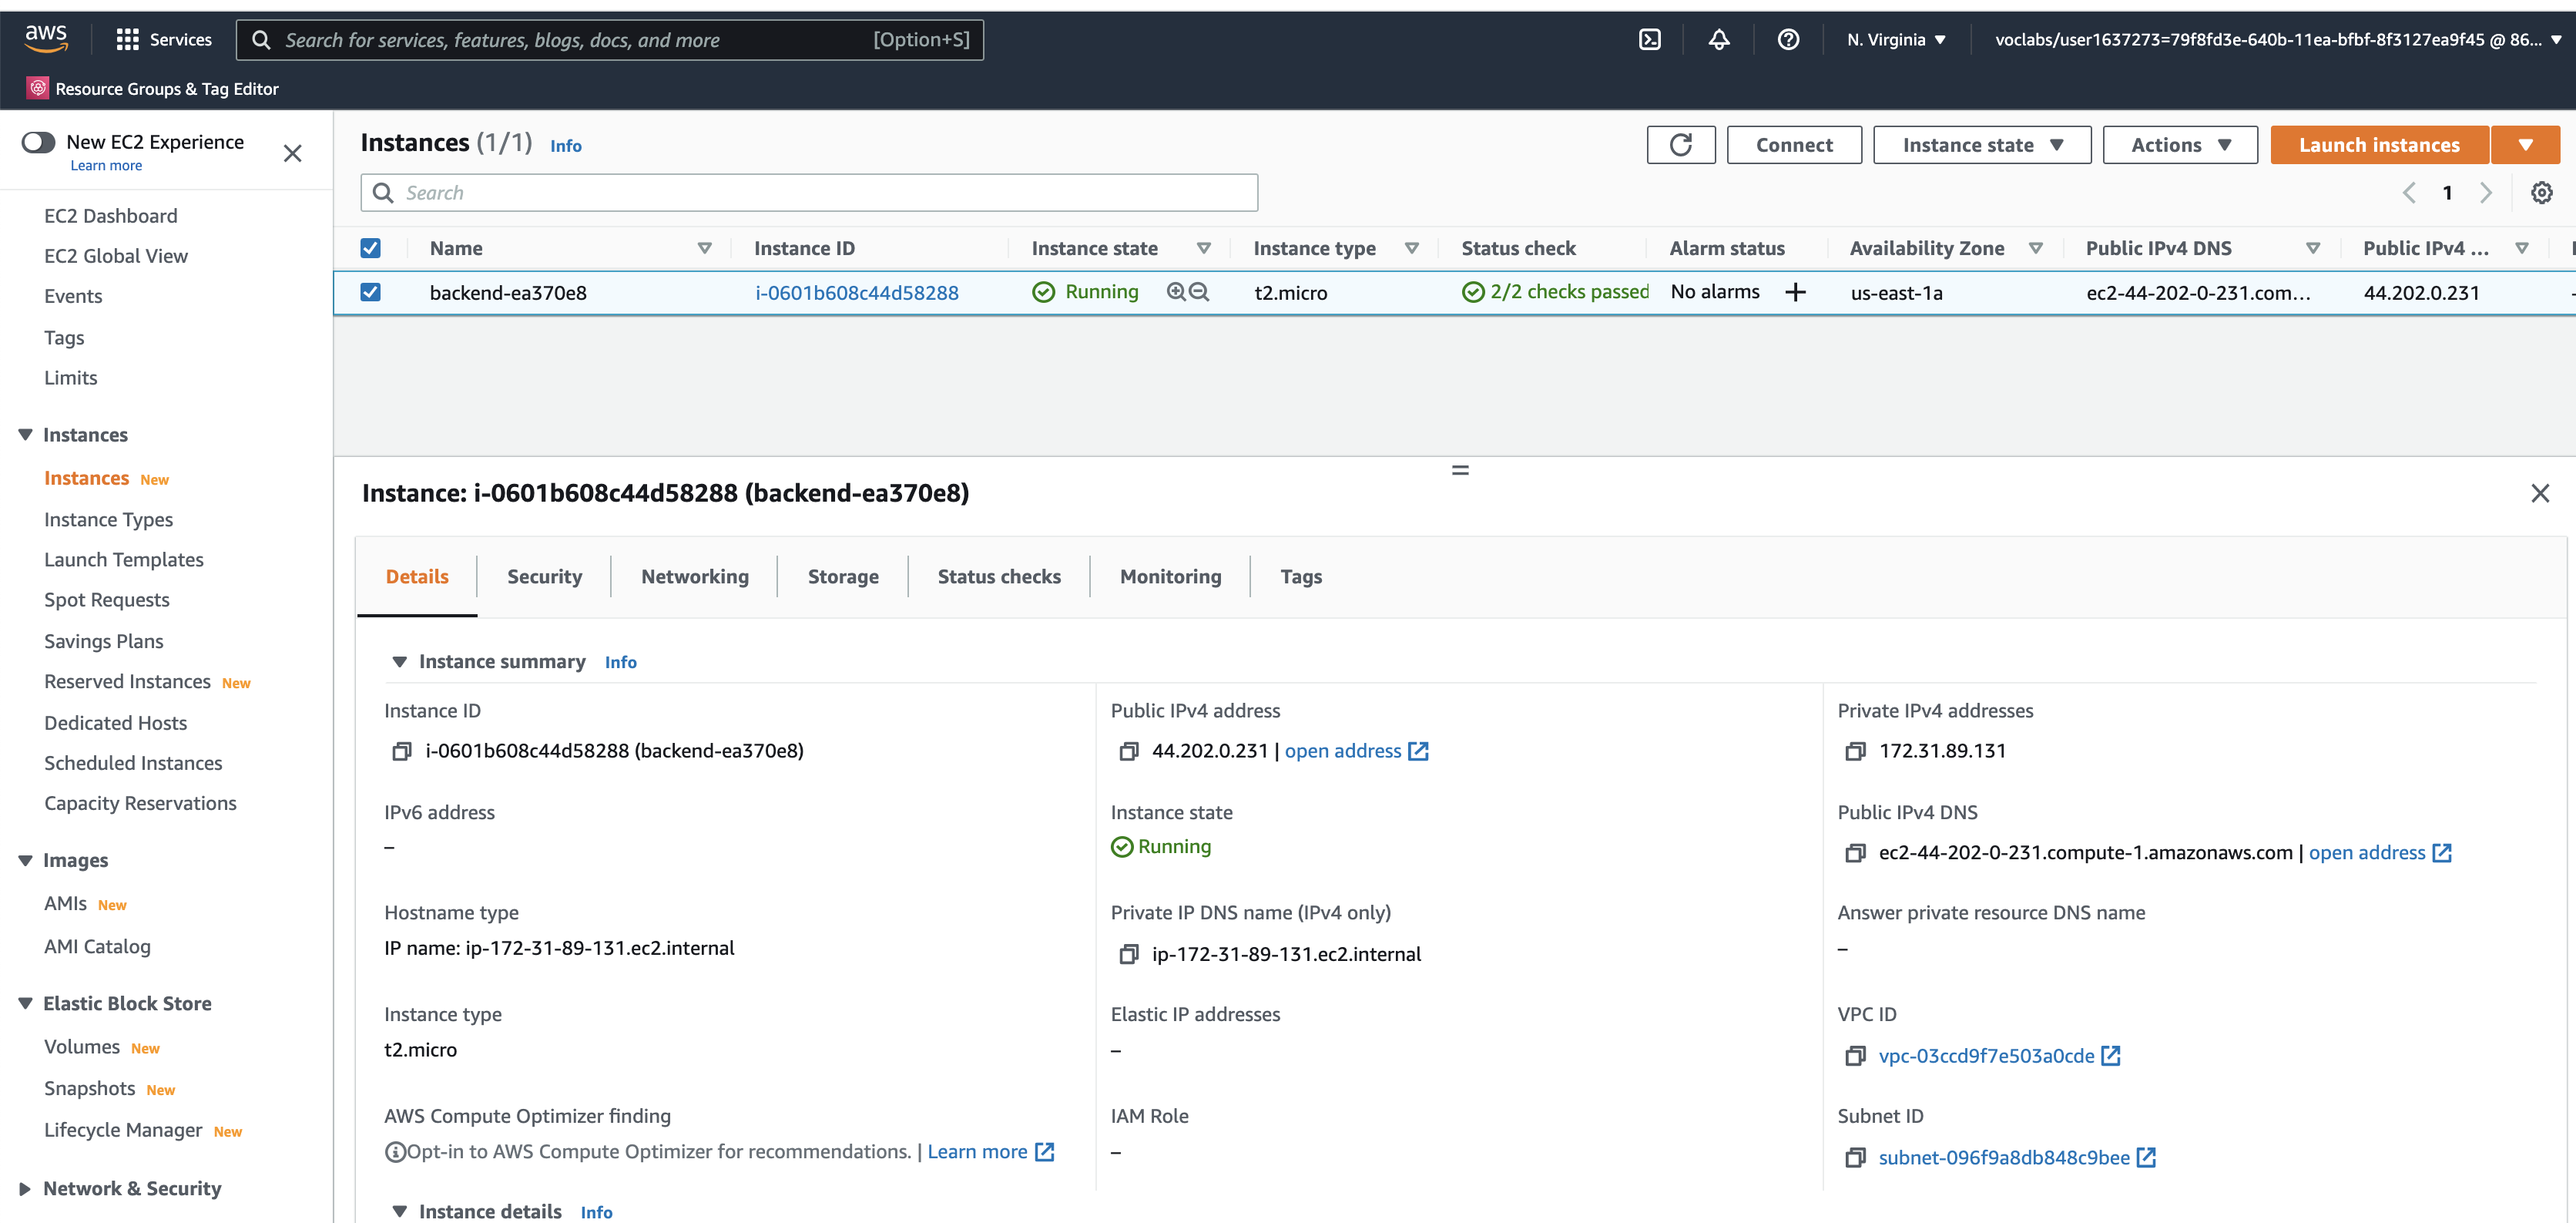 aws
Services
Search for services, features, blogs, docs, and more
[Option+S]
N. Virginia
voclabs/user1637273=79f8fd3e-640b-11ea-bfbf-8f3127ea9f45 @ 86...
Resource Groups & Tag Editor
New EC2 Experience
Learn more
EC2 Dashboard
EC2 Global View
Events
Tags
Limits
Instances
Instances New
Instance Types
Launch Templates
Spot Requests
Savings Plans
Reserved Instances New
Dedicated Hosts
Scheduled Instances
Capacity Reservations
Images
AMIs New
AMI Catalog
Elastic Block Store
Volumes New
Snapshots New
Lifecycle Manager New
Network & Security
Instances (1/1) Info
Connect
Instance state
Actions
Launch instances
Search
1
Name Instance ID Instance state Instance type Status check Alarm status Availability Zone Public IPv4 DNS Public IPv4 ...
backend-ea370e8 i-0601b608c44d58288 Running t2.micro 2/2 checks passed No alarms + us-east-1a ec2-44-202-0-231.com... 44.202.0.231 –
Instance: i-0601b608c44d58288 (backend-ea370e8)
Details Security Networking Storage Status checks Monitoring Tags
Instance summary Info
Instance ID
i-0601b608c44d58288 (backend-ea370e8)
Public IPv4 address
44.202.0.231 | open address
Private IPv4 addresses
172.31.89.131
IPv6 address
–
Instance state
Running
Public IPv4 DNS
ec2-44-202-0-231.compute-1.amazonaws.com | open address
Hostname type
IP name: ip-172-31-89-131.ec2.internal
Private IP DNS name (IPv4 only)
ip-172-31-89-131.ec2.internal
Answer private resource DNS name
–
Instance type
t2.micro
Elastic IP addresses
–
VPC ID
vpc-03ccd9f7e503a0cde
AWS Compute Optimizer finding
Opt-in to AWS Compute Optimizer for recommendations. | Learn more
IAM Role
–
Subnet ID
subnet-096f9a8db848c9bee
Instance details Info